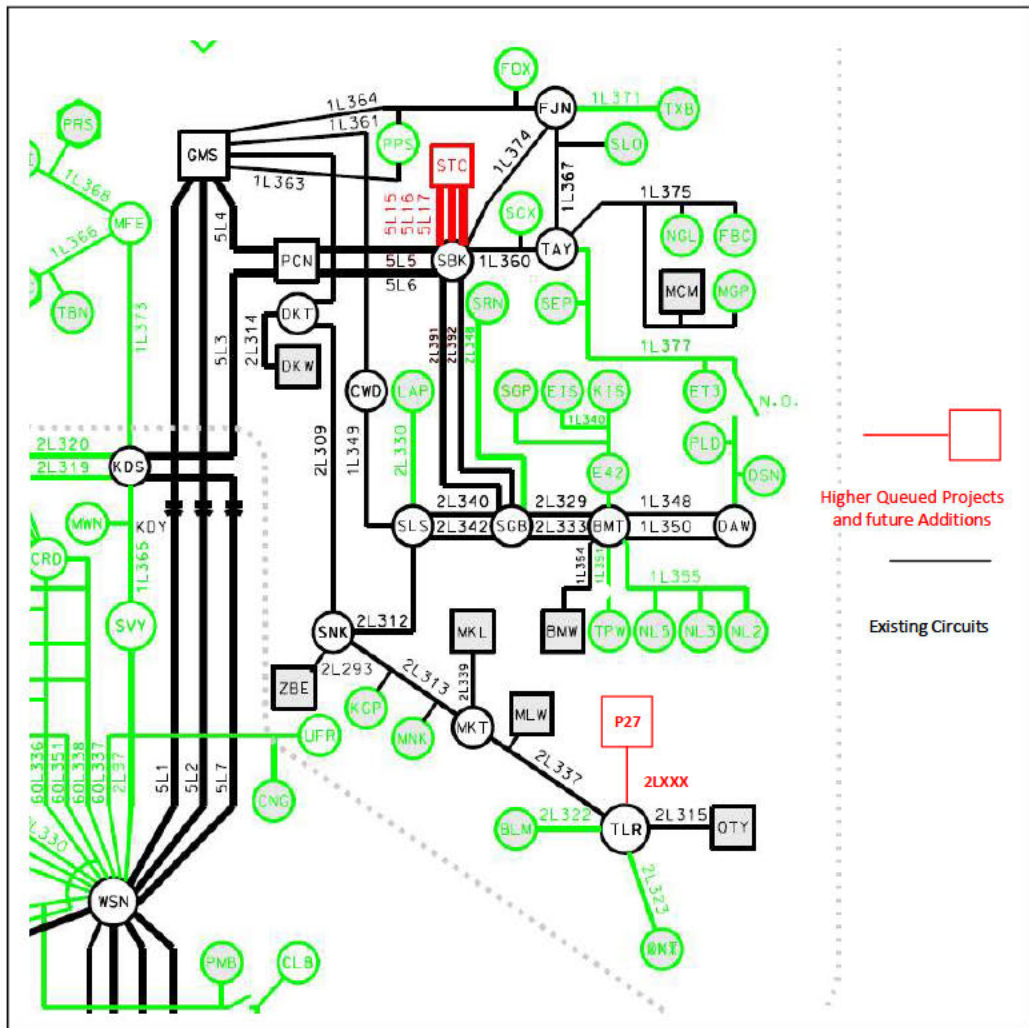 FOX
1L364
FJN
1L371
TXB
PRS
1L361
PPS
SLO
GMS
STC
1L374
1L367
1L363
1L375
1L368
5L15
5L16
5L17
SCX
MFE
5L4
NGL
FBC
1L366
PCN
5L5
SBK
1L360
TAY
5L6
MCM
MGP
TBN
DKT
SRN
SEP
1L373
5L3
2L314
2L391
2L392
2L348
1L377
DKW
CWD
LAP
SGP
EIS
KIS
ET3
N.O.
1L340
2L320
2L309
1L349
2L330
PLD
2L319
KDS
E42
DSN
Higher Queued Projects
and future Additions
2L340
2L329
1L348
MWN
KDY
SLS
2L342
SGB
2L333
BMT
1L350
DAW
CRD
1L365
1L354
1L351
1L355
SVY
SNK
2L312
MKL
BMW
TPW
NL5
NL3
NL2
Existing Circuits
ZBE
2L293
2L313
2L339
KCP
MLW
P27
MNK
MKT
UFR
60L336
60L351
60L338
60L337
2L97
5L1
5L2
5L7
2L337
2LXXX
CNG
BLM
2L322
TLR
2L315
OTY
2L323
WSN
PMB
CLB